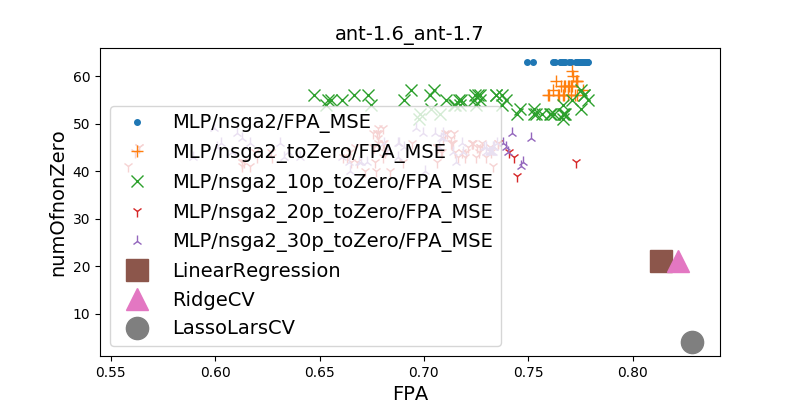 ant-1.6_ant-1.7
numOfnonZero
60
50
40
30
20
10
MLP/nsga2/FPA_MSE
MLP/nsga2_toZero/FPA_MSE
MLP/nsga2_10p_toZero/FPA_MSE
MLP/nsga2_20p_toZero/FPA_MSE
MLP/nsga2_30p_toZero/FPA_MSE
LinearRegression
RidgeCV
LassoLarsCV
0.55 0.60 0.65 0.70 0.75 0.80
FPA